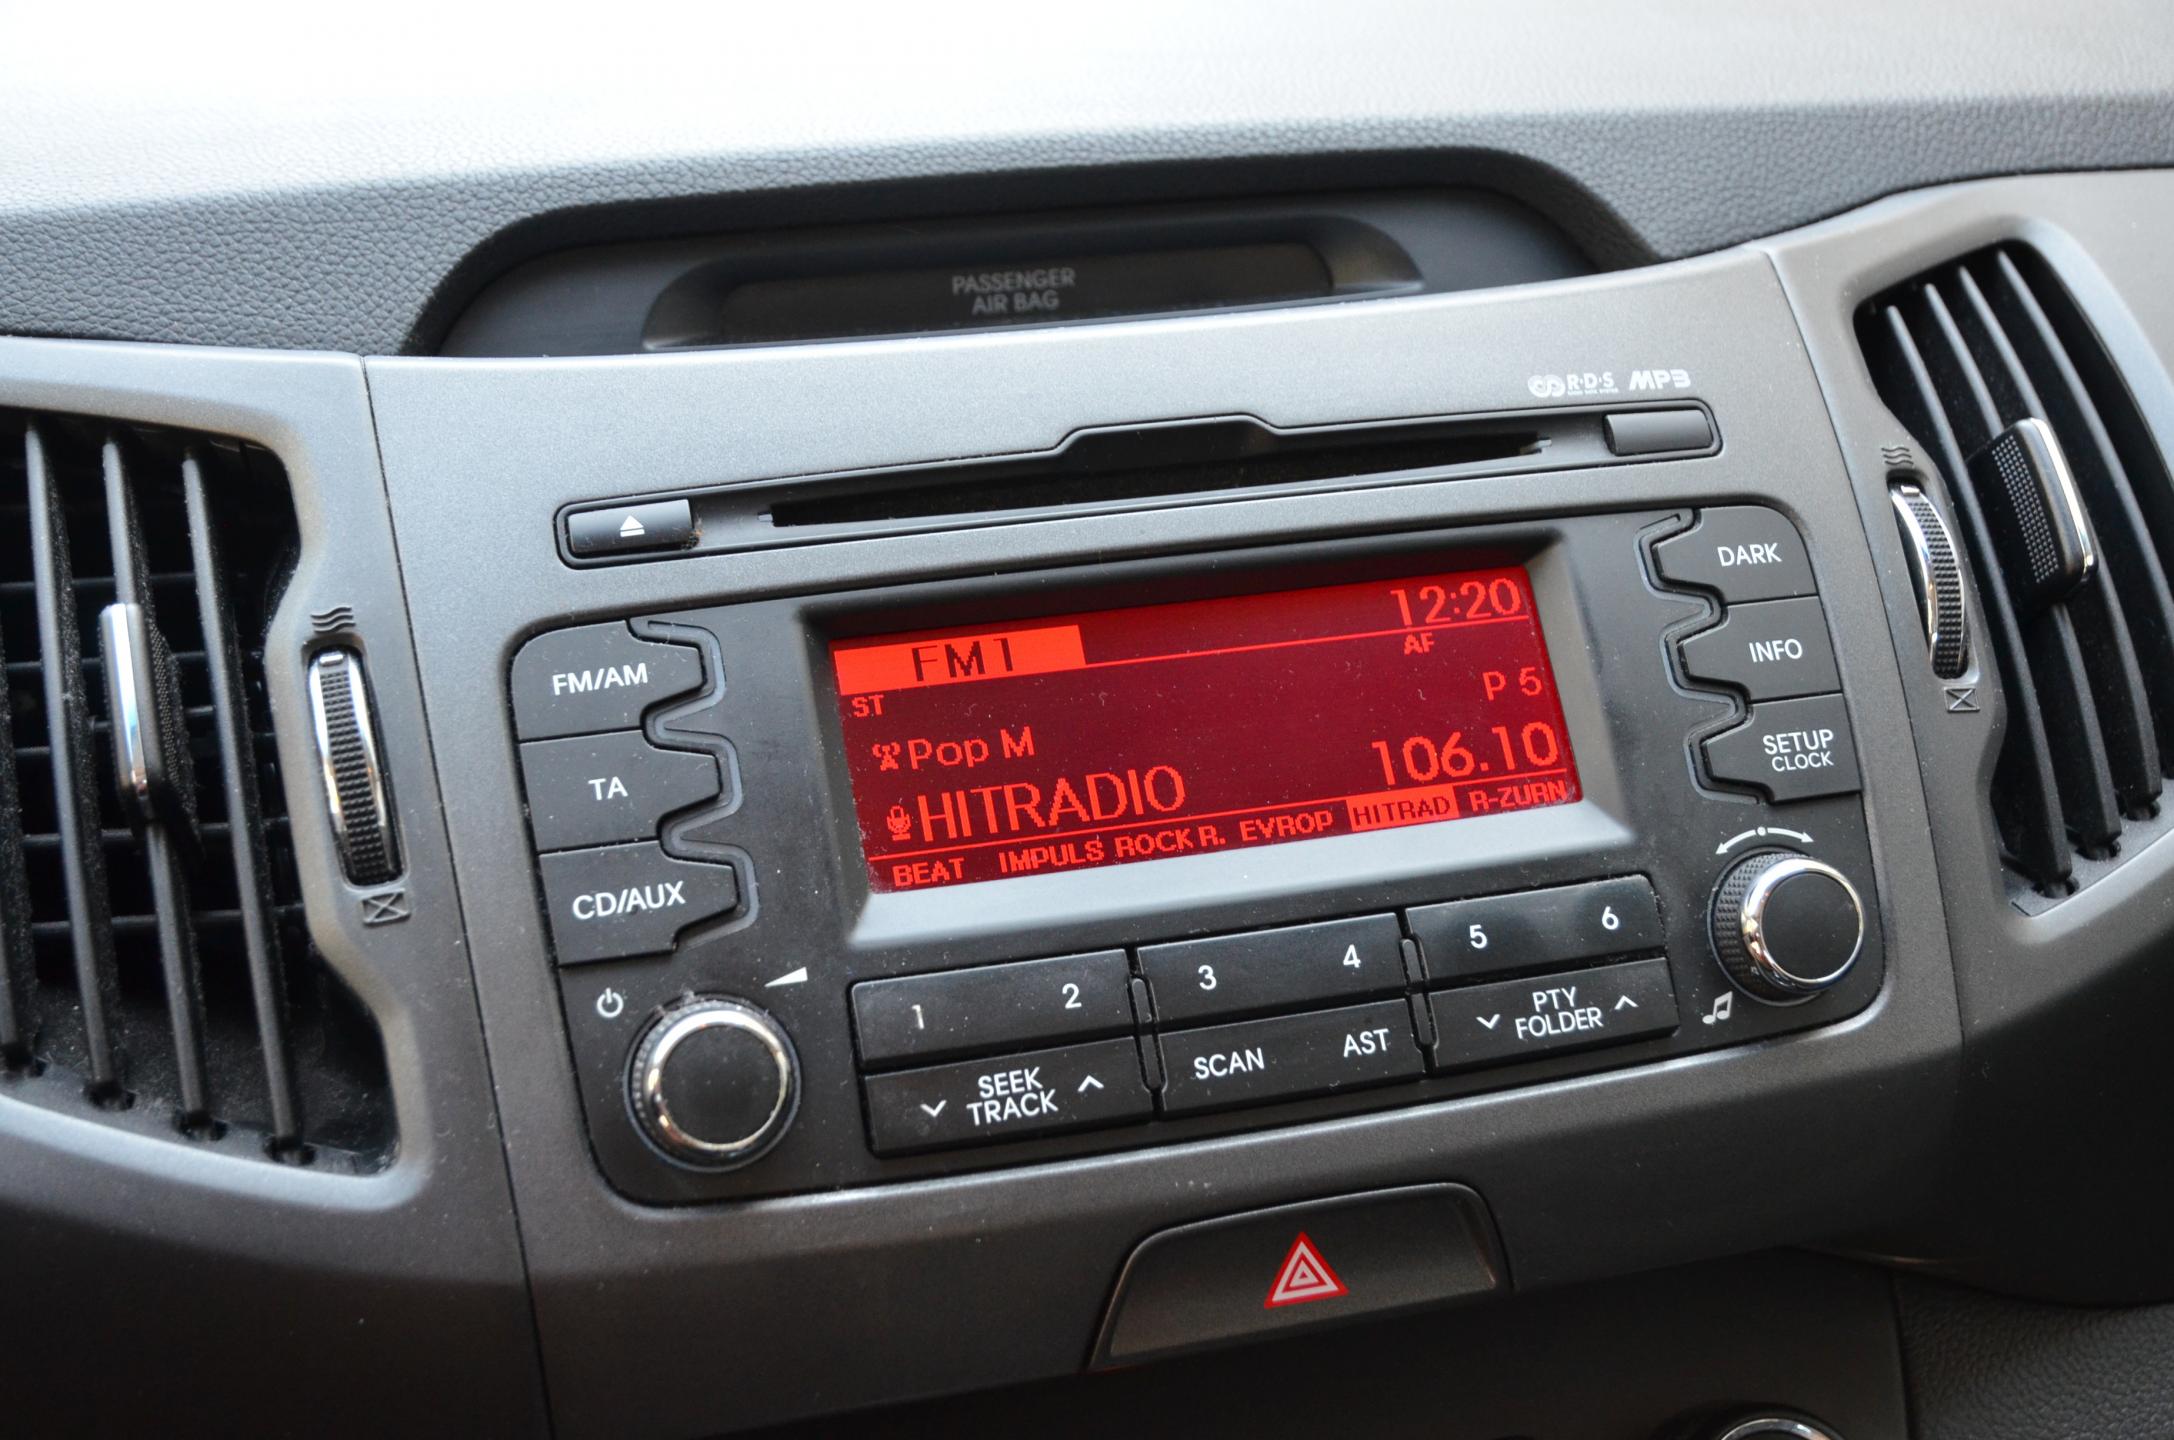 PASSENGER
AIR BAG
R·D·S MP3
FM1
12:20
AF
ST
P 5
Pop M
106.10
HITRADIO
BEAT IMPULS ROCK R. EVROP HITRAD R-ZURN
FM/AM
TA
CD/AUX
DARK
INFO
SETUP
CLOCK
1 2 3 4 5 6
SEEK
TRACK
SCAN AST
PTY
FOLDER